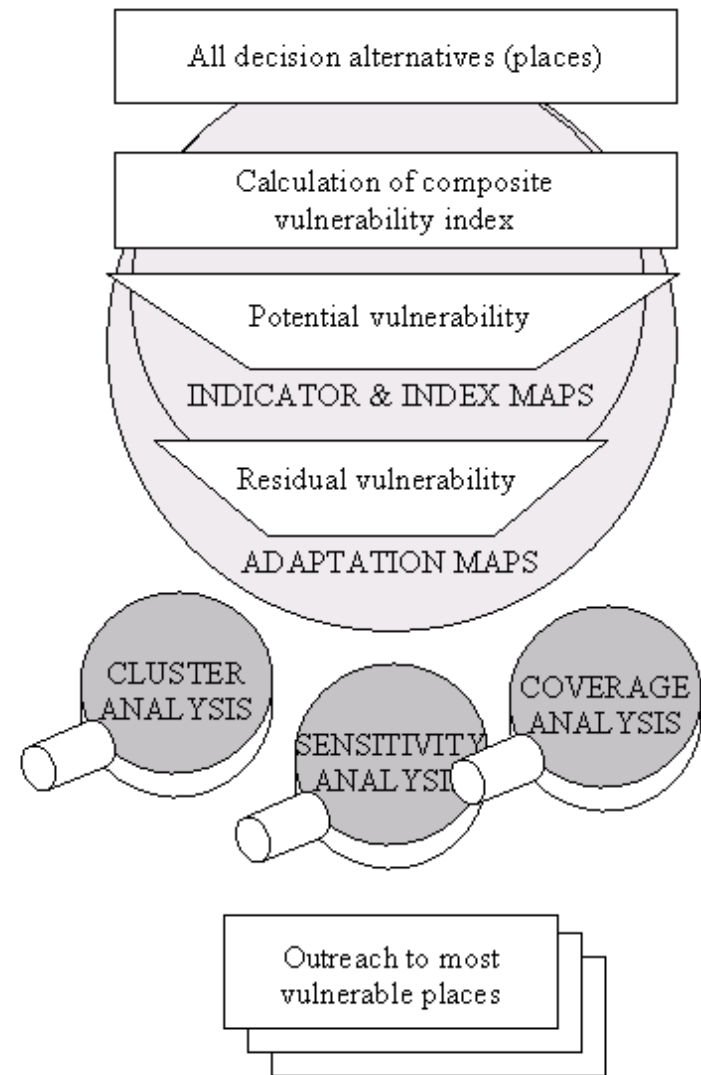 All decision alternatives (places)
Calculation of composite
vulnerability index
Potential vulnerability
INDICATOR & INDEX MAPS
Residual vulnerability
ADAPTATION MAPS
CLUSTER
ANALYSIS
SENSITIVITY
ANALYSIS
COVERAGE
ANALYSIS
Outreach to most
vulnerable places